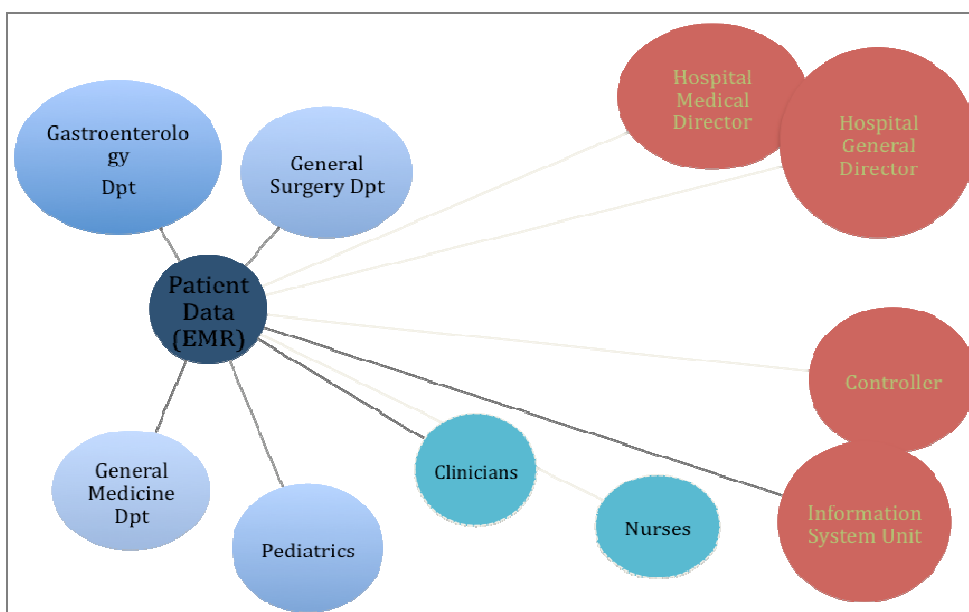 Hospital
Medical
Director
Hospital
General
Director
Gastroenterolo
gy
Dpt
General
Surgery Dpt
Patient
Data
(EMR)
Controller
General
Medicine
Dpt
Clinicians
Pediatrics
Nurses
Information
System Unit